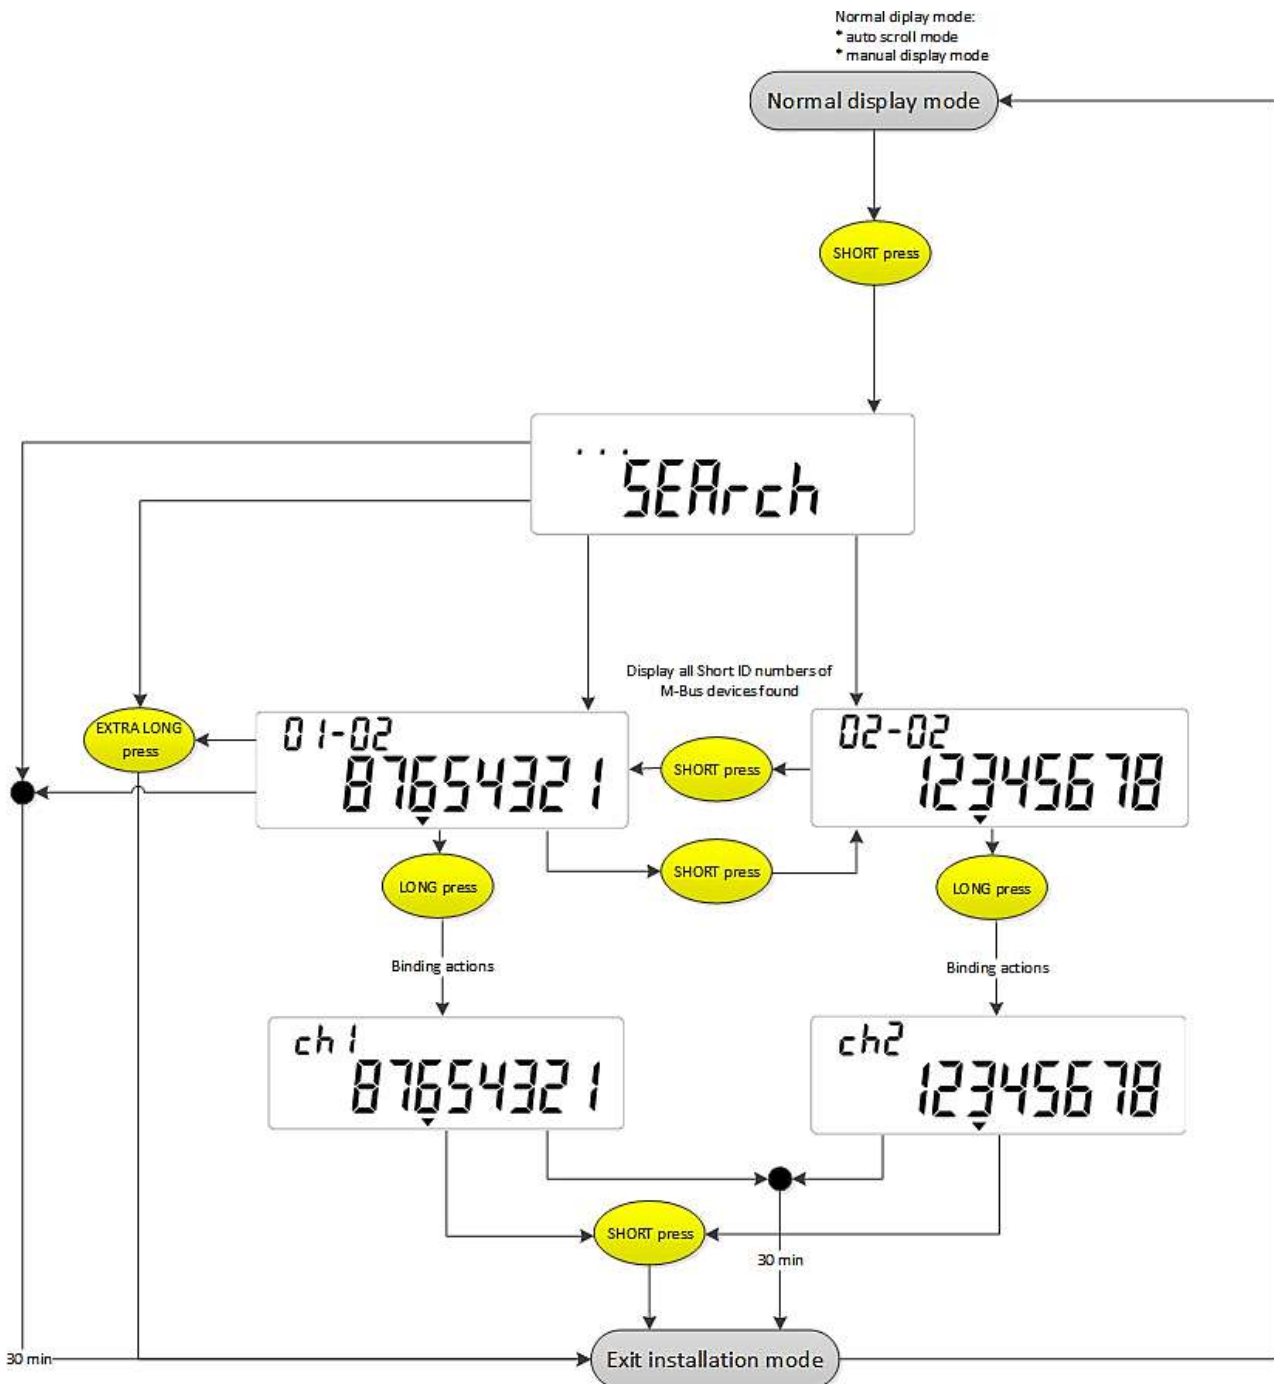 Normal diplay mode:
* auto scroll mode
* manual display mode
Normal display mode
SHORT press
...
SEArch
Display all Short ID numbers of
M-Bus devices found
EXTRA LONG
press
01-02
87654321
SHORT press
02-02
12345678
SHORT press
LONG press
LONG press
Binding actions
Binding actions
ch1
87654321
ch2
12345678
SHORT press
30 min
30 min
Exit installation mode